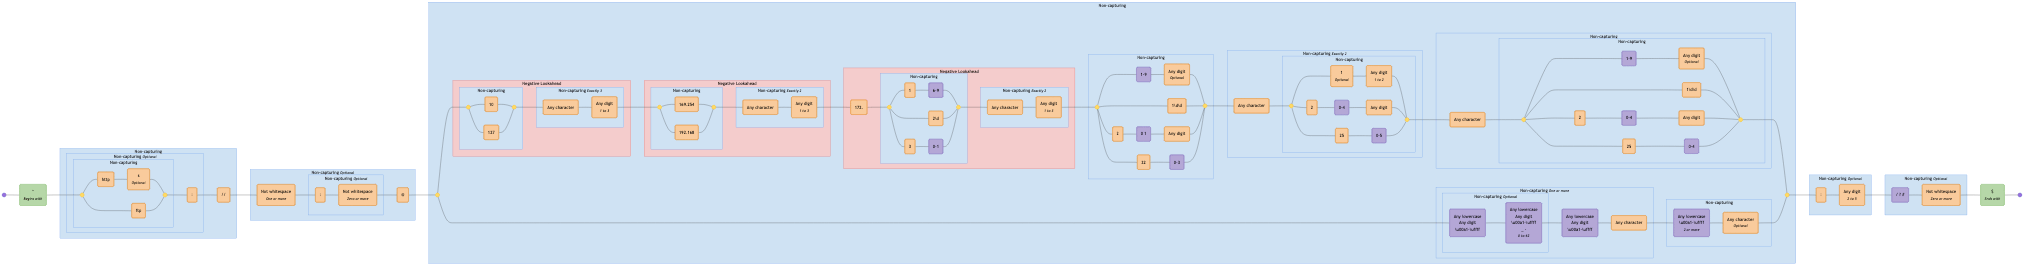 Non-capturing
Negative Lookahead
Negative Lookahead
Negative Lookahead
Non-capturing
Non-capturing
Non-capturing Exactly 3
Non-capturing
Non-capturing Exactly 2
Non-capturing
Non-capturing Exactly 2
Non-capturing
Non-capturing Exactly 2
Non-capturing
Non-capturing
10
Any character
Any digit
1 to 3
127
169.254
Any character
Any digit
1 to 3
192.168
172.
1
6-9
2\d
3
0-1
Any character
Any digit
1 to 3
1-9
Any digit
Optional
1\d\d
2
0-1
Any digit
22
0-3
Any character
1
Optional
Any digit
1 to 2
2
0-4
Any digit
25
0-5
Any character
1-9
Any digit
Optional
1\d\d
2
0-4
Any digit
25
0-4
^
Begins with
Non-capturing
Non-capturing Optional
Non-capturing
http
s
Optional
ftp
:
//
Non-capturing Optional
Not whitespace
One or more
Non-capturing Optional
:
Not whitespace
Zero or more
@
Non-capturing One or more
Non-capturing Optional
Any lowercase
Any digit
\u00a1-\uffff
Any lowercase
Any digit
\u00a1-\uffff
_ -
0 to 62
Any lowercase
Any digit
\u00a1-\uffff
Any character
Non-capturing
Any lowercase
\u00a1-\uffff
2 or more
Any character
Optional
Non-capturing Optional
:
Any digit
2 to 5
Non-capturing Optional
/ ? #
Not whitespace
Zero or more
$
Ends with